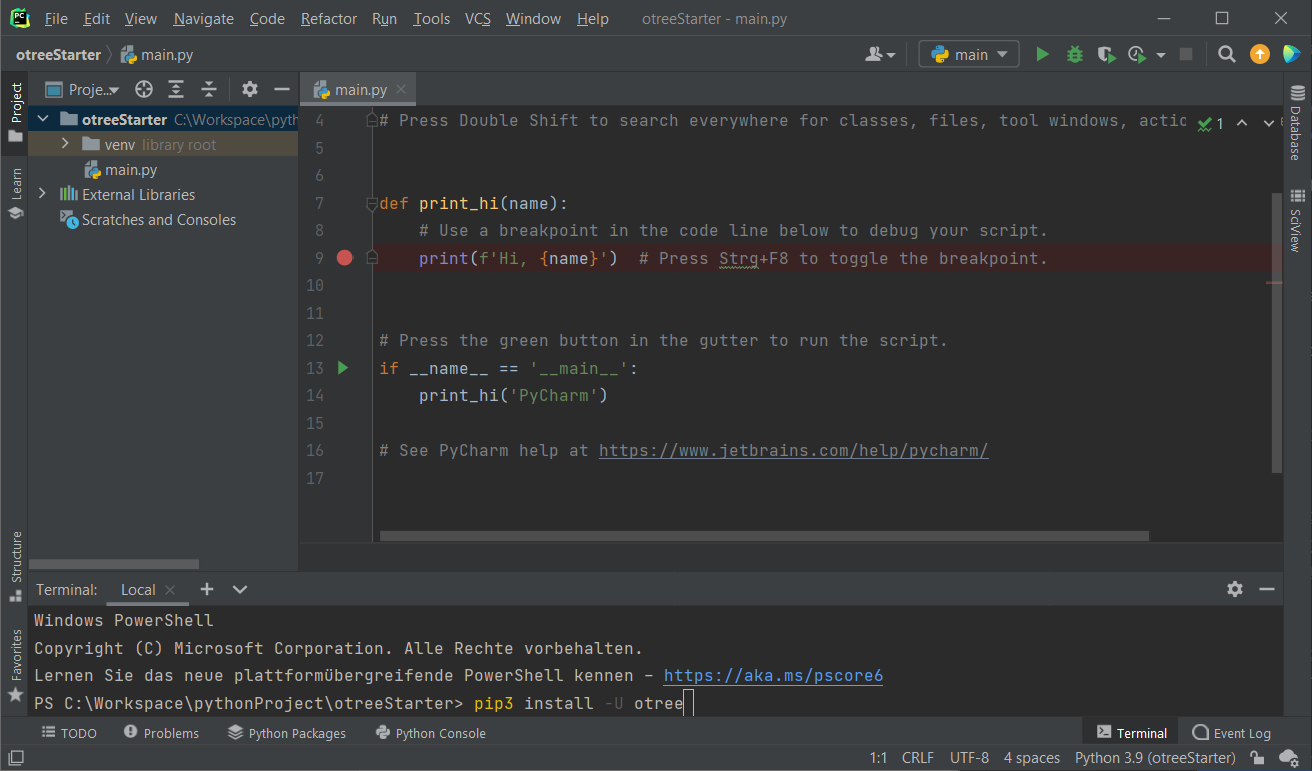 PC File Edit View Navigate Code Refactor Run Tools VCS Window Help otreeStarter - main.py
otreeStarter main.py main
Project
Proje...
main.py
otreeStarter C:\Workspace\pyth
venv library root
main.py
External Libraries
Scratches and Consoles
Learn
Structure
Favorites
4 # Press Double Shift to search everywhere for classes, files, tool windows, actio 1
5
6
7 def print_hi(name):
8 # Use a breakpoint in the code line below to debug your script.
9 print(f'Hi, {name}') # Press Strg+F8 to toggle the breakpoint.
10
11
12 # Press the green button in the gutter to run the script.
13 if __name__ == '__main__':
14 print_hi('PyCharm')
15
16 # See PyCharm help at https://www.jetbrains.com/help/pycharm/
17
Database
SciView
Terminal: Local
Windows PowerShell
Copyright (C) Microsoft Corporation. Alle Rechte vorbehalten.
Lernen Sie das neue plattformübergreifende PowerShell kennen – https://aka.ms/pscore6
PS C:\Workspace\pythonProject\otreeStarter> pip3 install -U otree
TODO Problems Python Packages Python Console Terminal Event Log
1:1 CRLF UTF-8 4 spaces Python 3.9 (otreeStarter)